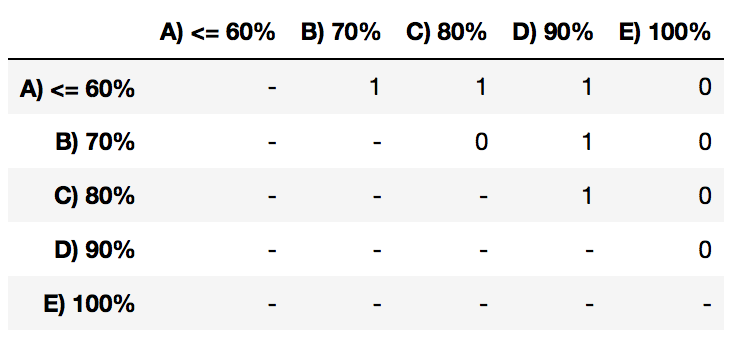 A) <= 60% B) 70% C) 80% D) 90% E) 100%
A) <= 60% - 1 1 1 0
B) 70% - - 0 1 0
C) 80% - - - 1 0
D) 90% - - - - 0
E) 100% - - - - -